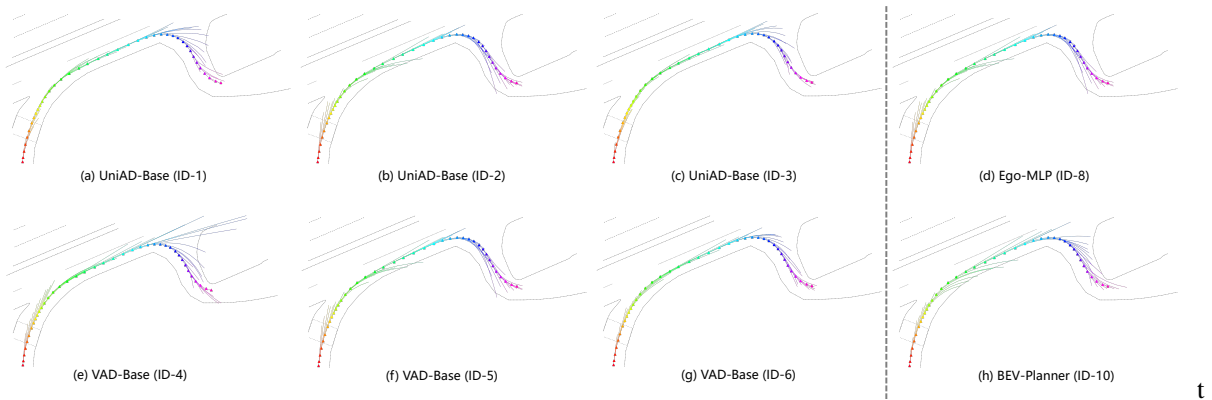 (a) UniAD-Base (ID-1)
(b) UniAD-Base (ID-2)
(c) UniAD-Base (ID-3)
(d) Ego-MLP (ID-8)
(e) VAD-Base (ID-4)
(f) VAD-Base (ID-5)
(g) VAD-Base (ID-6)
(h) BEV-Planner (ID-10)
t